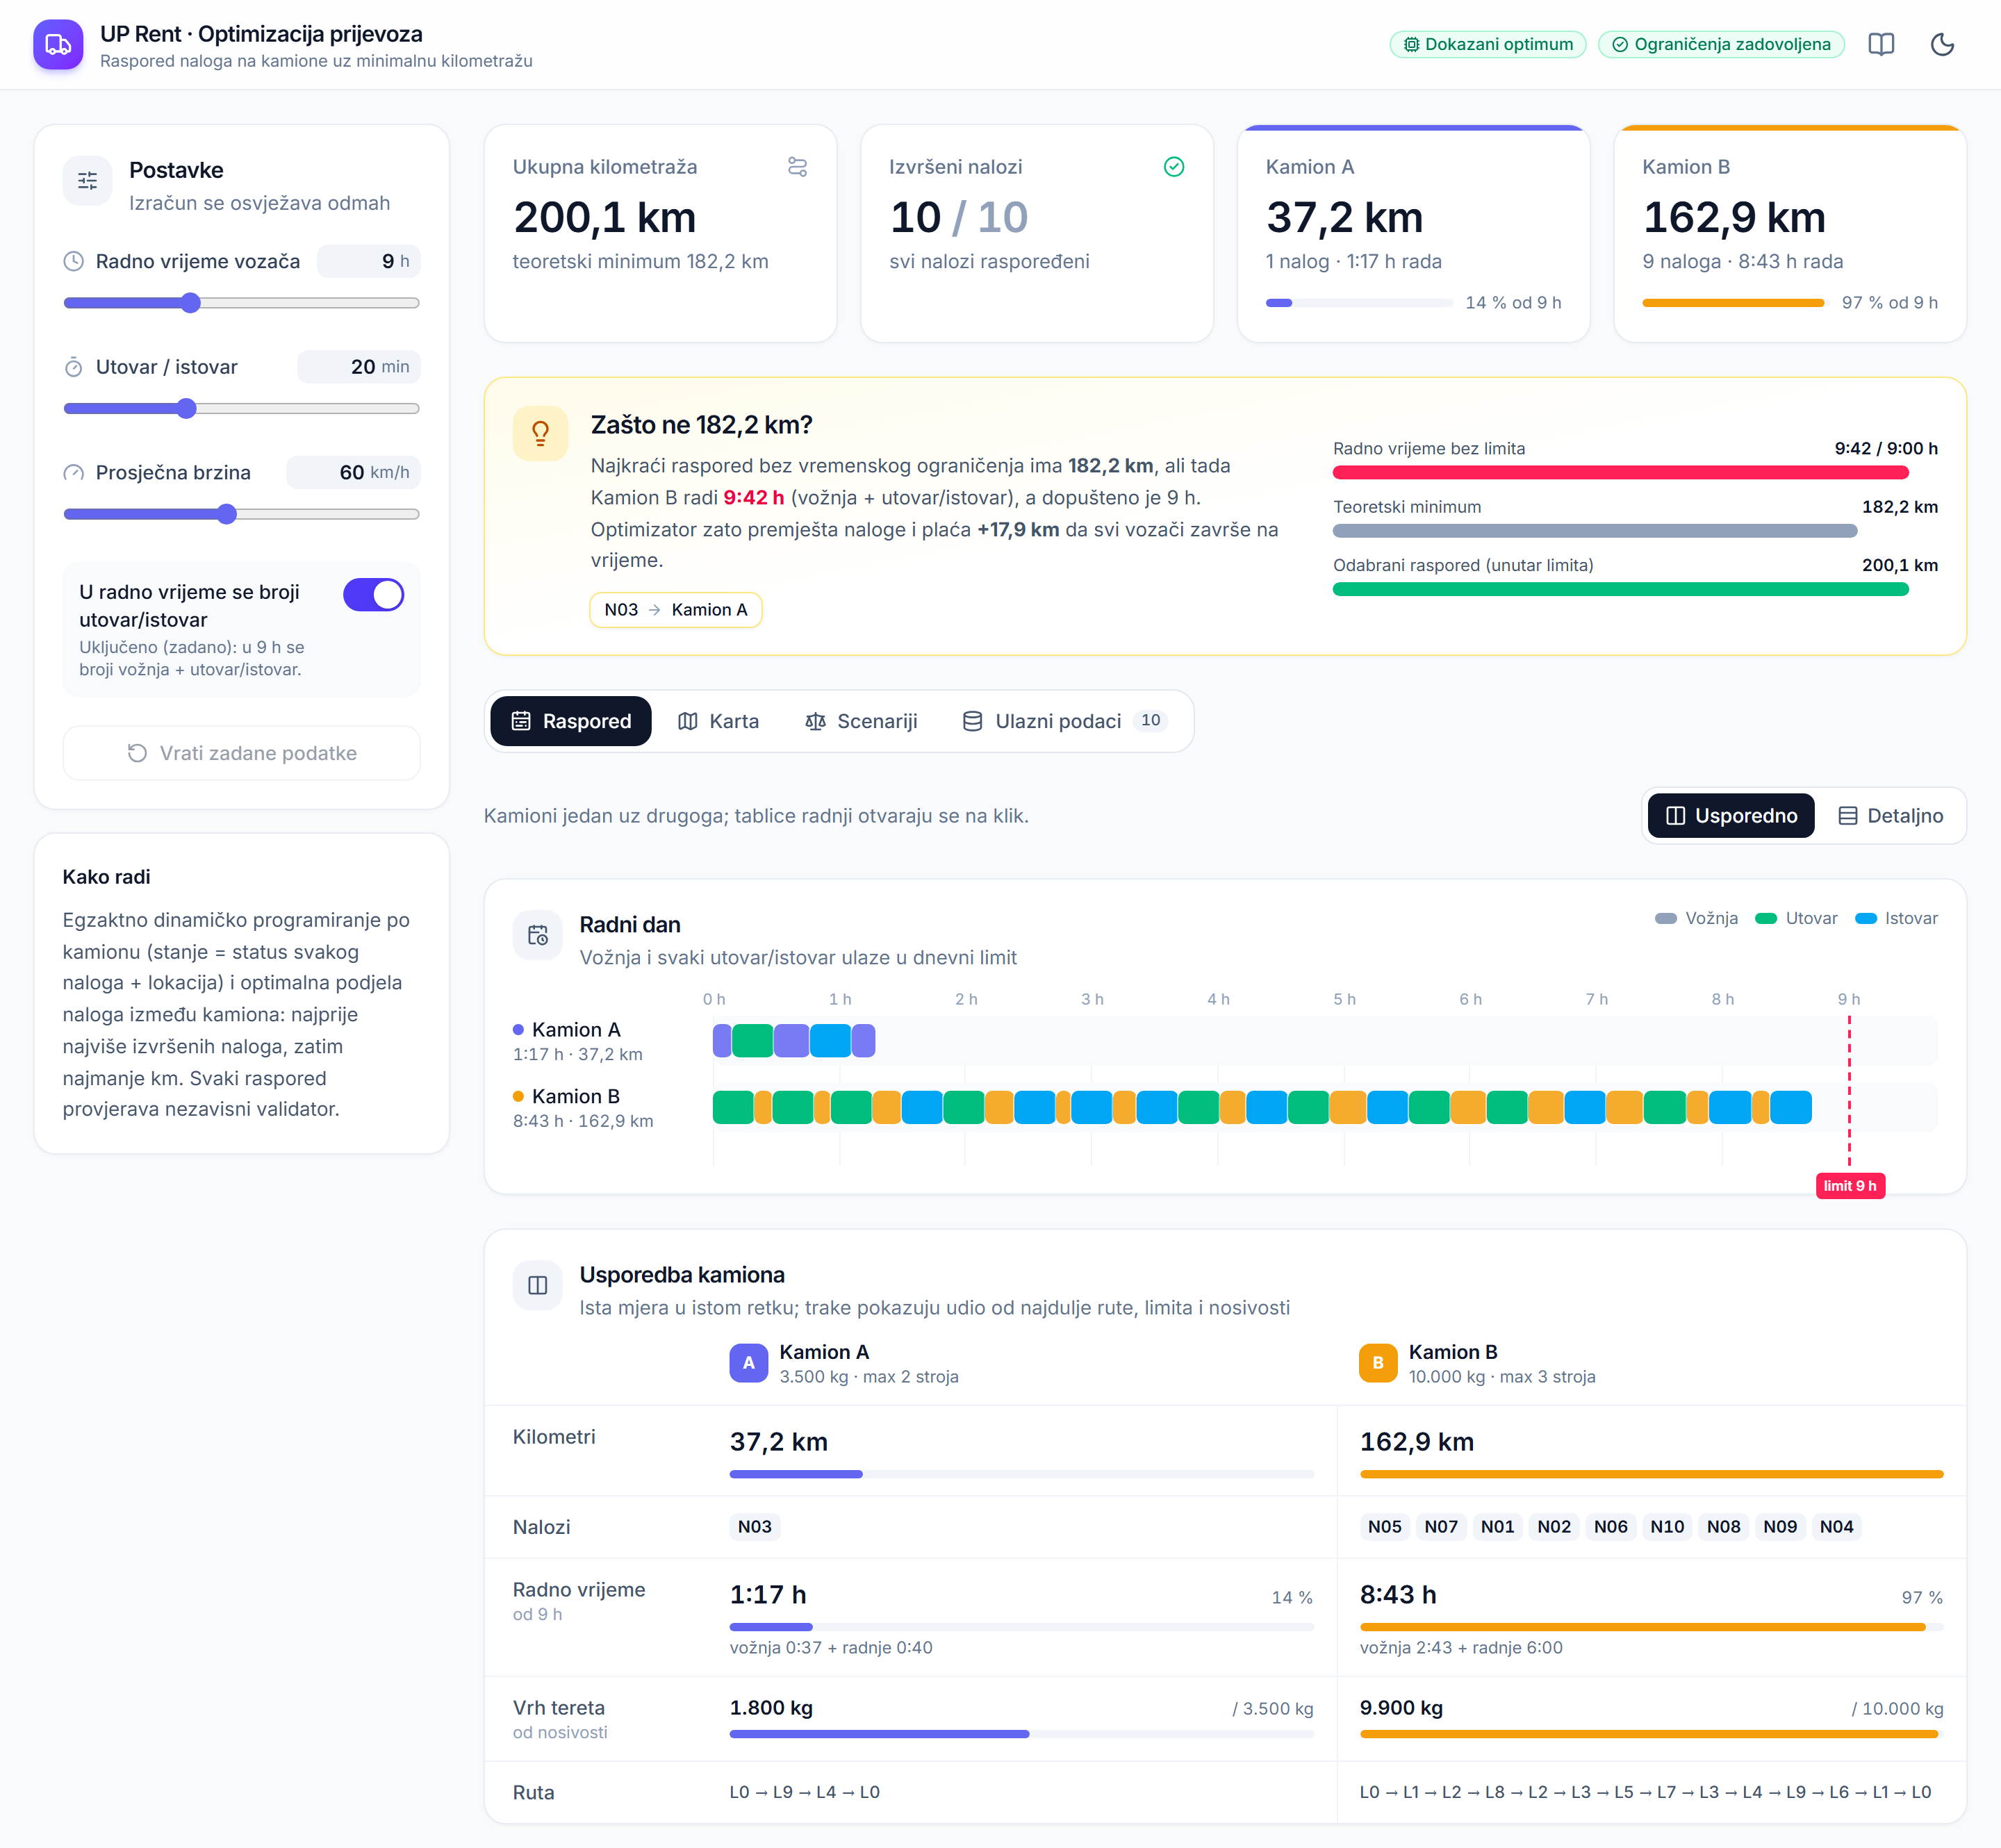 UP Rent · Optimizacija prijevoza
Raspored naloga na kamione uz minimalnu kilometražu
Dokazani optimum
Ograničenja zadovoljena
Postavke
Izračun se osvježava odmah
Radno vrijeme vozača
9 h
Utovar / istovar
20 min
Prosječna brzina
60 km/h
U radno vrijeme se broji
utovar/istovar
Uključeno (zadano): u 9 h se
broji vožnja + utovar/istovar.
Vrati zadane podatke
Kako radi
Egzaktno dinamičko programiranje po
kamionu (stanje = status svakog
naloga + lokacija) i optimalna podjela
naloga između kamiona: najprije
najviše izvršenih naloga, zatim
najmanje km. Svaki raspored
provjerava nezavisni validator.
Ukupna kilometraža
200,1 km
teoretski minimum 182,2 km
Izvršeni nalozi
10 / 10
svi nalozi raspoređeni
Kamion A
37,2 km
1 nalog · 1:17 h rada
14 % od 9 h
Kamion B
162,9 km
9 naloga · 8:43 h rada
97 % od 9 h
Zašto ne 182,2 km?
Najkraći raspored bez vremenskog ograničenja ima 182,2 km, ali tada
Kamion B radi 9:42 h (vožnja + utovar/istovar), a dopušteno je 9 h.
Optimizator zato premješta naloge i plaća +17,9 km da svi vozači završe na
vrijeme.
N03 → Kamion A
Radno vrijeme bez limita
9:42 / 9:00 h
Teoretski minimum
182,2 km
Odabrani raspored (unutar limita)
200,1 km
Raspored
Karta
Scenariji
Ulazni podaci
10
Kamioni jedan uz drugoga; tablice radnji otvaraju se na klik.
Usporedno
Detaljno
Radni dan
Vožnja i svaki utovar/istovar ulaze u dnevni limit
Vožnja
Utovar
Istovar
0 h 1 h 2 h 3 h 4 h 5 h 6 h 7 h 8 h 9 h
Kamion A
1:17 h · 37,2 km
Kamion B
8:43 h · 162,9 km
limit 9 h
Usporedba kamiona
Ista mjera u istom retku; trake pokazuju udio od najdulje rute, limita i nosivosti
A
Kamion A
3.500 kg · max 2 stroja
B
Kamion B
10.000 kg · max 3 stroja
Kilometri
37,2 km
162,9 km
Nalozi
N03
N05 N07 N01 N02 N06 N10 N08 N09 N04
Radno vrijeme
od 9 h
1:17 h
14 %
vožnja 0:37 + radnje 0:40
8:43 h
97 %
vožnja 2:43 + radnje 6:00
Vrh tereta
od nosivosti
1.800 kg
/ 3.500 kg
9.900 kg
/ 10.000 kg
Ruta
L0 → L9 → L4 → L0
L0 → L1 → L2 → L8 → L2 → L3 → L5 → L7 → L3 → L4 → L9 → L6 → L1 → L0